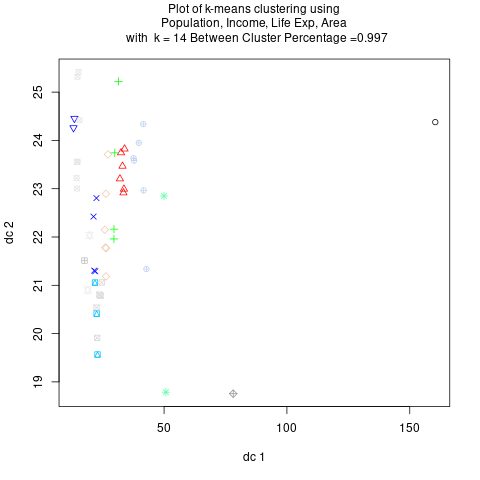 Plot of k-means clustering using
Population, Income, Life Exp, Area
with k = 14 Between Cluster Percentage =0.997
25
24
23
22
21
20
19
dc 2
50
100
150
dc 1